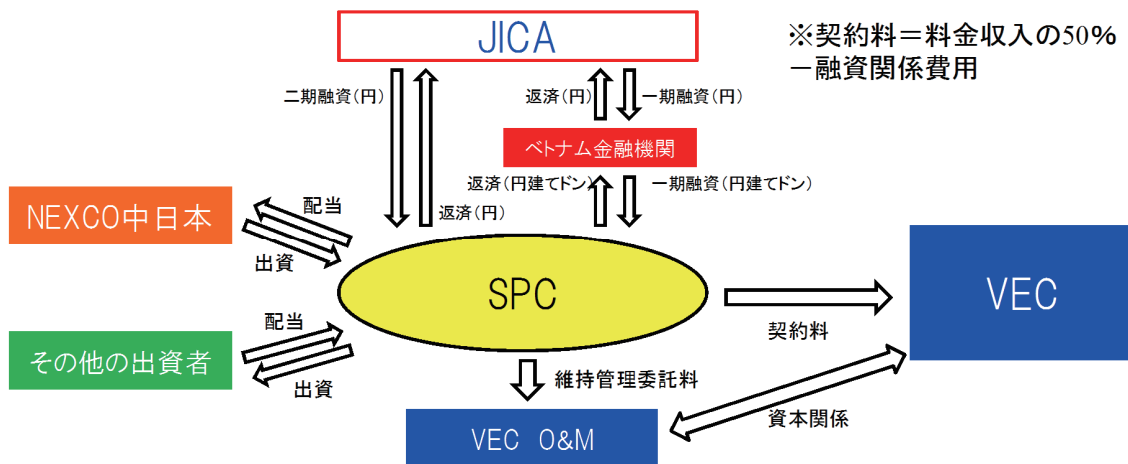 JICA
※契約料＝料金収入の50％
－融資関係費用
二期融資（円）
返済（円）
一期融資（円）
ベトナム金融機関
返済（円建てドン）
一期融資（円建てドン）
返済（円）
NEXCO中日本
配当
出資
SPC
VEC
契約料
その他の出資者
配当
出資
維持管理委託料
資本関係
VEC O&M